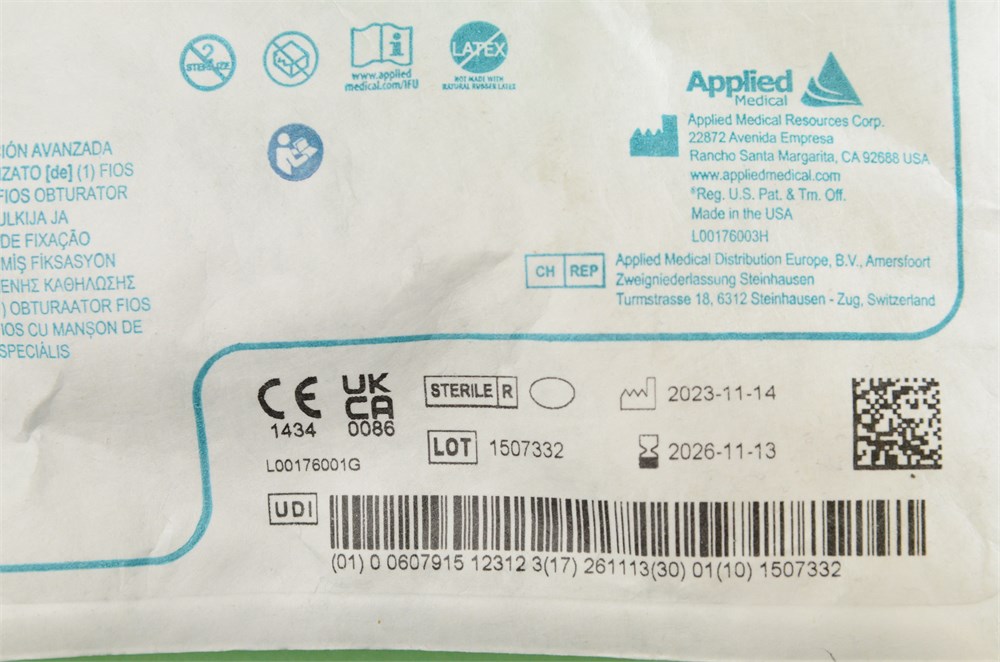 STERILIZE
www.applied
medical.com/IFU
LATEX
NOT MADE WITH
NATURAL RUBBER LATEX
Applied
Medical
Applied Medical Resources Corp.
22872 Avenida Empresa
Rancho Santa Margarita, CA 92688 USA
www.appliedmedical.com
®Reg. U.S. Pat. & Tm. Off.
Made in the USA
L00176003H
CH REP
Applied Medical Distribution Europe, B.V., Amersfoort
Zweigniederlassung Steinhausen
Turmstrasse 18, 6312 Steinhausen - Zug, Switzerland
IÓN AVANZADA
IZATO [de] (1) FIOS
FIOS OBTURATOR
ULKIJA JA
DE FIXAÇÃO
MİŞ FİKSASYON
ΕΝΗΣ ΚΑΘΗΛΩΣΗΣ
) OBTURAATOR FIOS
IOS CU MANŞON DE
SPECIĀLIS
CE
1434
UK
CA
0086
L00176001G
STERILE R
2023-11-14
LOT 1507332
2026-11-13
UDI
(01) 0 0607915 12312 3(17) 261113(30) 01(10) 1507332